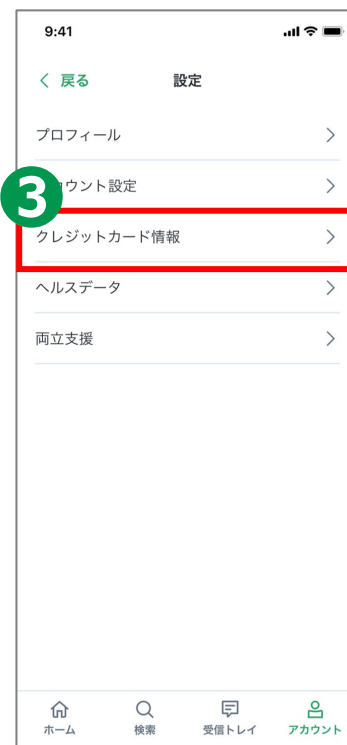 9:41
戻る
設定
プロフィール
カウント設定
3
クレジットカード情報
ヘルスデータ
両立支援
ホーム
検索
受信トレイ
アカウント